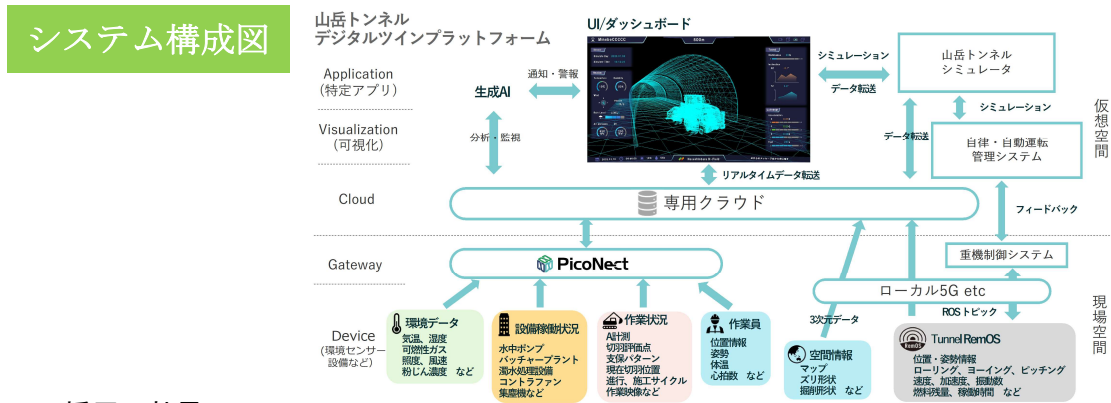 システム構成図
山岳トンネル
デジタルツインプラットフォーム
UI/ダッシュボード
Application
(特定アプリ)
生成AI
通知・警報
シミュレーション
データ転送
山岳トンネル
シミュレータ
Visualization
(可視化)
分析・監視
データ転送
シミュレーション
自律・自動運転
管理システム
仮想空間
リアルタイムデータ転送
Cloud
専用クラウド
フィードバック
Gateway
PicoNect
重機制御システム
ローカル5G etc
ROSトピック
3次元データ
現場空間
Device
(環境センサー
設備など)
環境データ
気温、湿度
可燃性ガス
照度、風速
粉じん濃度 など
設備稼働状況
水中ポンプ
バッチャープラント
濁水処理設備
コントラファン
集塵機など
作業状況
A計測
切羽評価点
支保パターン
現在切羽位置
進行、施工サイクル
作業映像など
作業員
位置情報
姿勢
体温
心拍数 など
空間情報
マップ
ズリ形状
掘削形状 など
RemOS
Tunnel RemOS
位置・姿勢情報
ローリング、ヨーイング、ピッチング
速度、加速度、振動数
燃料残量、稼働時間 など